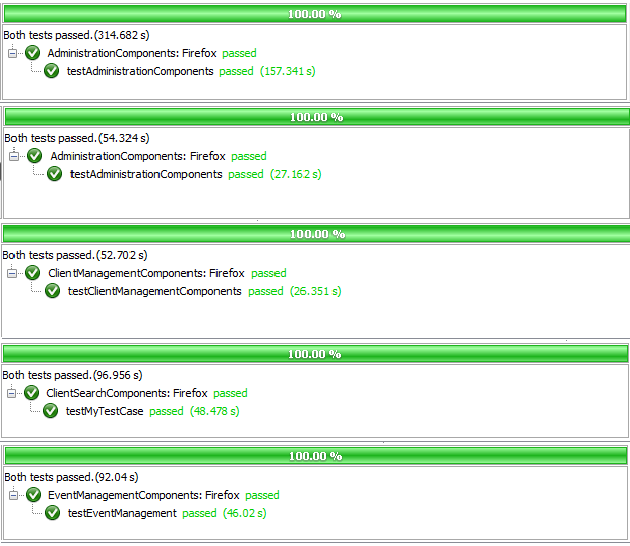 100.00 %
Both tests passed.(314.682 s)
AdministrationComponents: Firefox passed
testAdministrationComponents passed (157.341 s)
100.00 %
Both tests passed.(54.324 s)
AdministrationComponents: Firefox passed
testAdministrationComponents passed (27.162 s)
100.00 %
Both tests passed.(52.702 s)
ClientManagementComponents: Firefox passed
testClientManagementComponents passed (26.351 s)
100.00 %
Both tests passed.(96.956 s)
ClientSearchComponents: Firefox passed
testMyTestCase passed (48.478 s)
100.00 %
Both tests passed.(92.04 s)
EventManagementComponents: Firefox passed
testEventManagement passed (46.02 s)